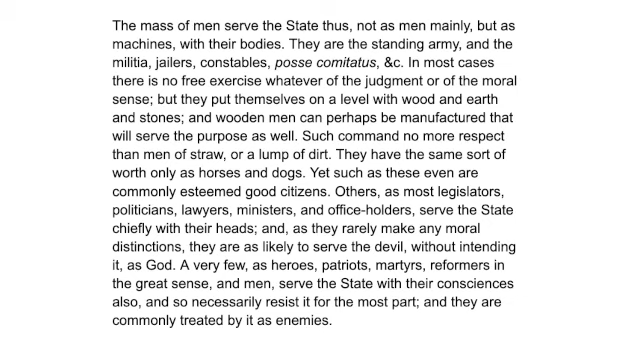 The mass of men serve the State thus, not as men mainly, but as
machines, with their bodies. They are the standing army, and the
militia, jailers, constables, posse comitatus, &c. In most cases
there is no free exercise whatever of the judgment or of the moral
sense; but they put themselves on a level with wood and earth
and stones; and wooden men can perhaps be manufactured that
will serve the purpose as well. Such command no more respect
than men of straw, or a lump of dirt. They have the same sort of
worth only as horses and dogs. Yet such as these even are
commonly esteemed good citizens. Others, as most legislators,
politicians, lawyers, ministers, and office-holders, serve the State
chiefly with their heads; and, as they rarely make any moral
distinctions, they are as likely to serve the devil, without intending
it, as God. A very few, as heroes, patriots, martyrs, reformers in
the great sense, and men, serve the State with their consciences
also, and so necessarily resist it for the most part; and they are
commonly treated by it as enemies.